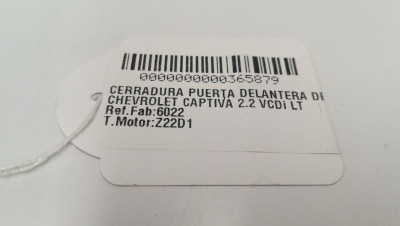 0000000000365879
CERRADURA PUERTA DELANTERA DE
CHEVROLET CAPTIVA 2.2 VCDi LT
Ref.Fab:6022
T.Motor:Z22D1